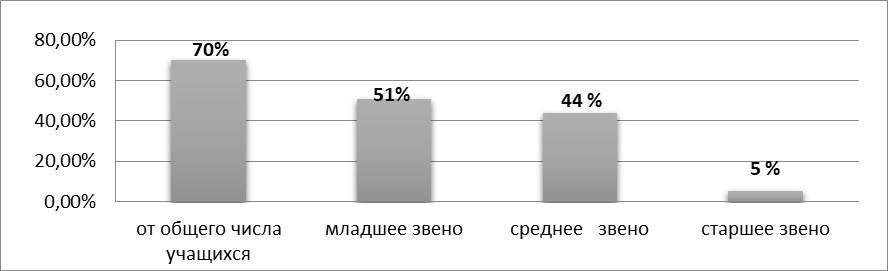 80,00%
60,00%
40,00%
20,00%
0,00%
70%
51%
44 %
5 %
от общего числа
учащихся
младшее звено
среднее звено
старшее звено